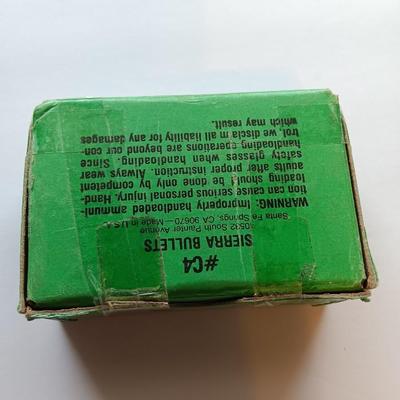 #C4
SIERRA BULLETS
10532 South Painter Avenue
Santa Fe Springs, CA 90670—Made in U.S.A.
WARNING: Improperly handloaded ammuni-
tion can cause serious personal injury. Hand-
loading should be done only by competent
adults after proper instruction. Always wear
safety glasses when handloading. Since
handloading operations are beyond our con-
trol, we disclaim all liability for any damages
which may result.